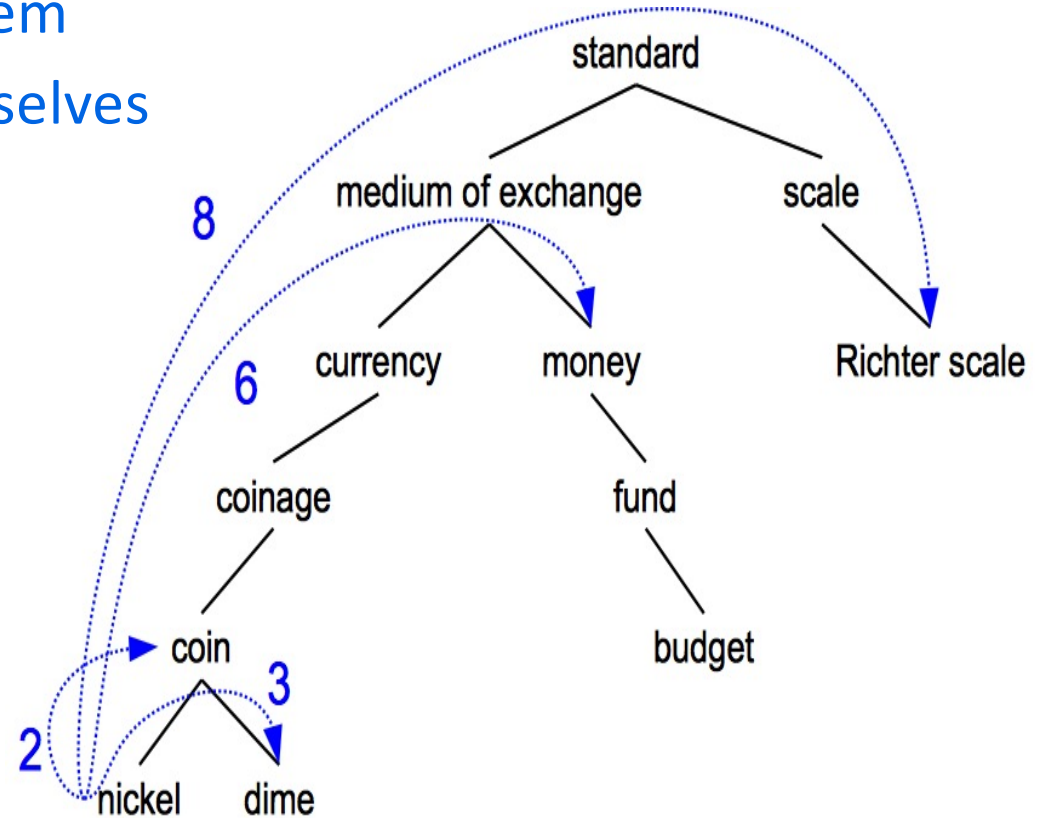 em
selves
standard
medium of exchange scale
8
currency money Richter scale
6
coinage fund
coin budget
3
2
nickel dime